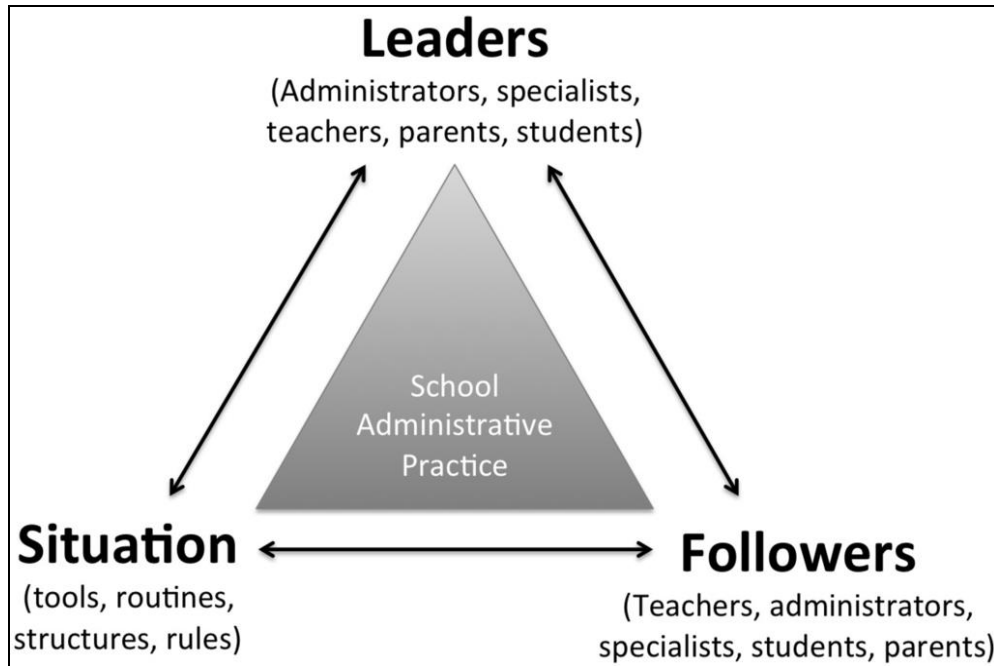 Leaders
(Administrators, specialists,
teachers, parents, students)
School
Administrative
Practice
Situation
(tools, routines,
structures, rules)
Followers
(Teachers, administrators,
specialists, students, parents)